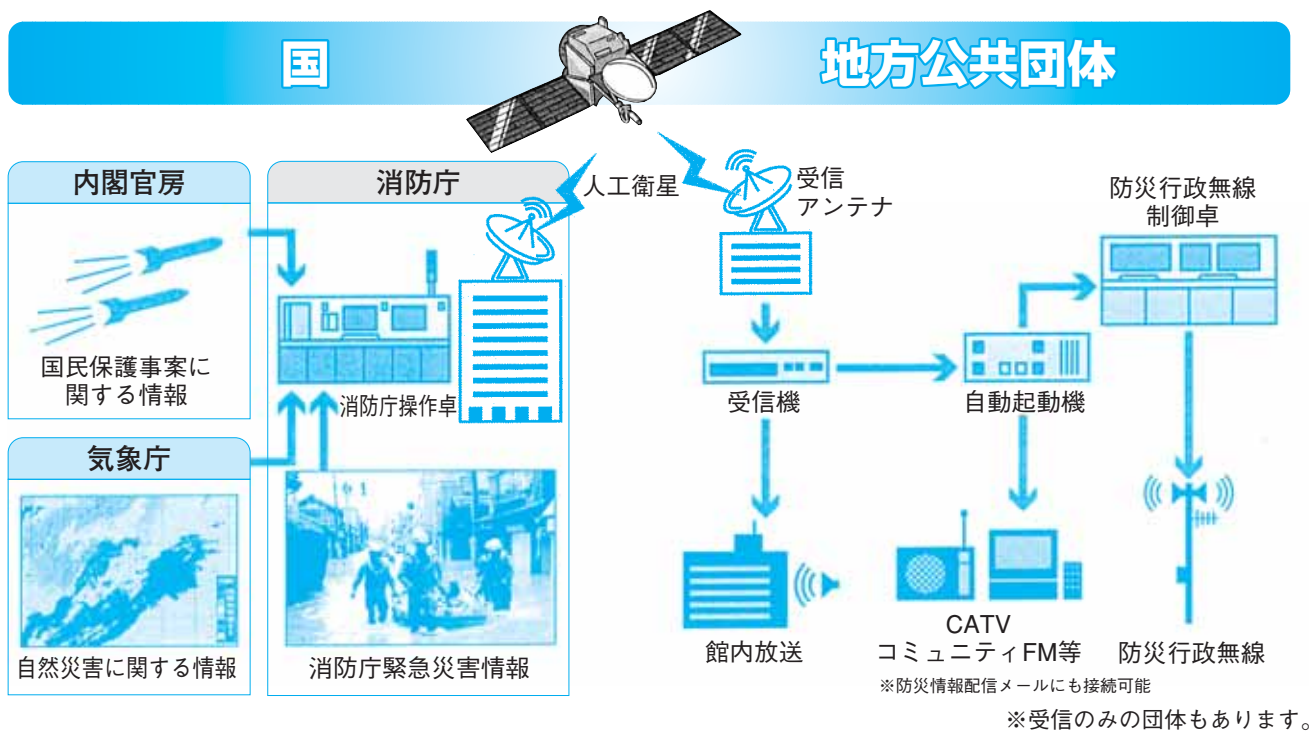 国
地方公共団体
内閣官房
国民保護事案に
関する情報
気象庁
自然災害に関する情報
消防庁
消防庁操作卓
消防庁緊急災害情報
人工衛星
受信
アンテナ
受信機
館内放送
自動起動機
CATV
コミュニティFM等
※防災情報配信メールにも接続可能
防災行政無線
制御卓
防災行政無線
※受信のみの団体もあります。